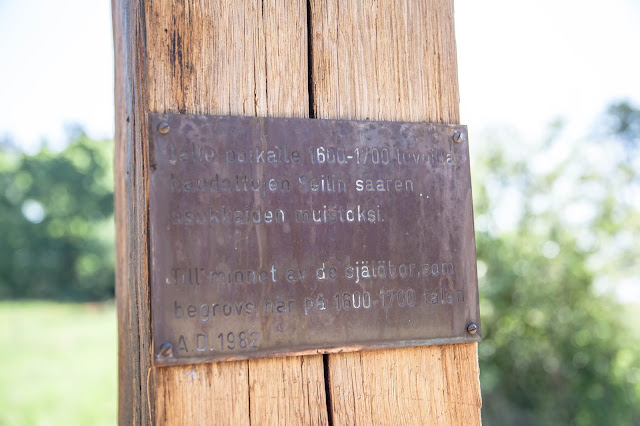 Tälle paikalle 1600-1700-luvuilla
haudattujen Seilin saaren
asukkaiden muistoksi.
Till minnet av de själöbor, som
begrovs här på 1600-1700 talen
A.D. 1982